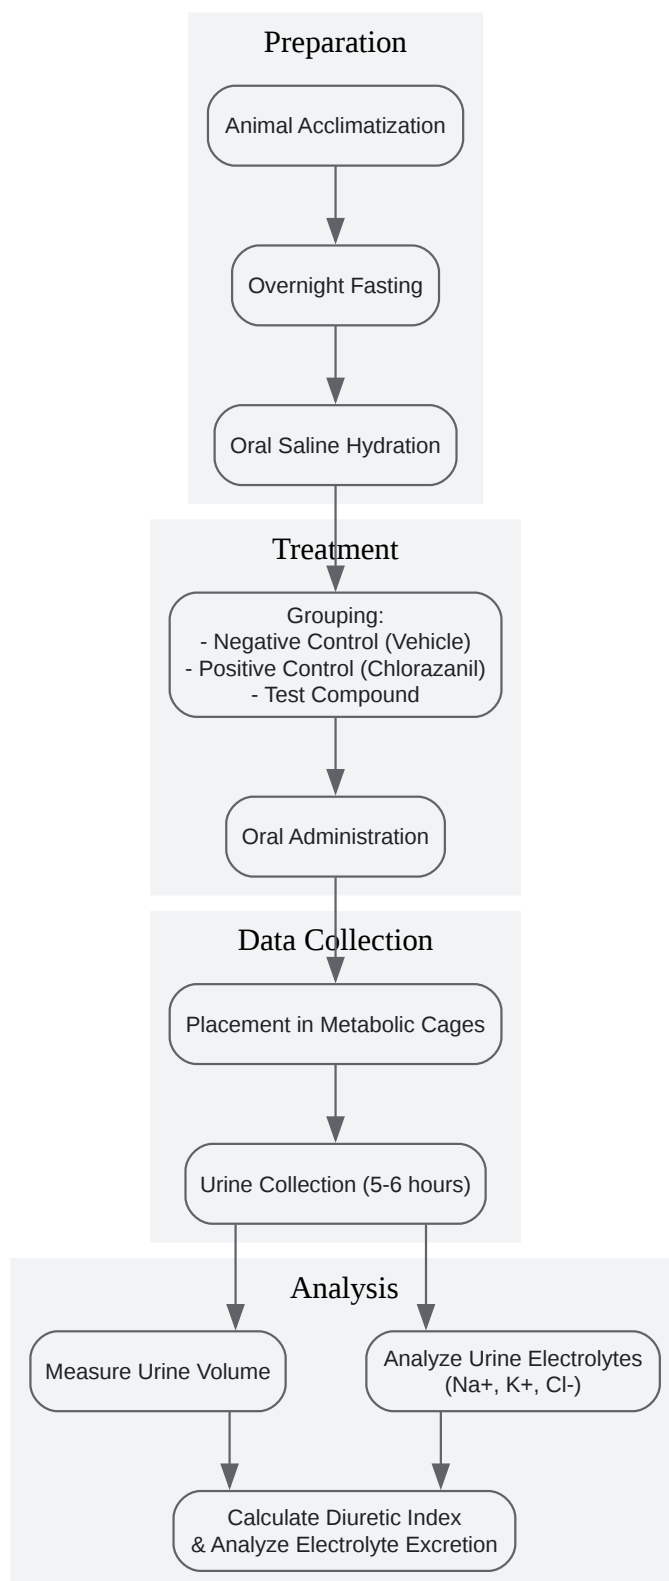 Preparation
Animal Acclimatization
Overnight Fasting
Oral Saline Hydration
Treatment
Grouping:
- Negative Control (Vehicle)
- Positive Control (Chlorazanil)
- Test Compound
Oral Administration
Data Collection
Placement in Metabolic Cages
Urine Collection (5-6 hours)
Analysis
Measure Urine Volume
Analyze Urine Electrolytes
(Na+, K+, Cl-)
Calculate Diuretic Index
& Analyze Electrolyte Excretion